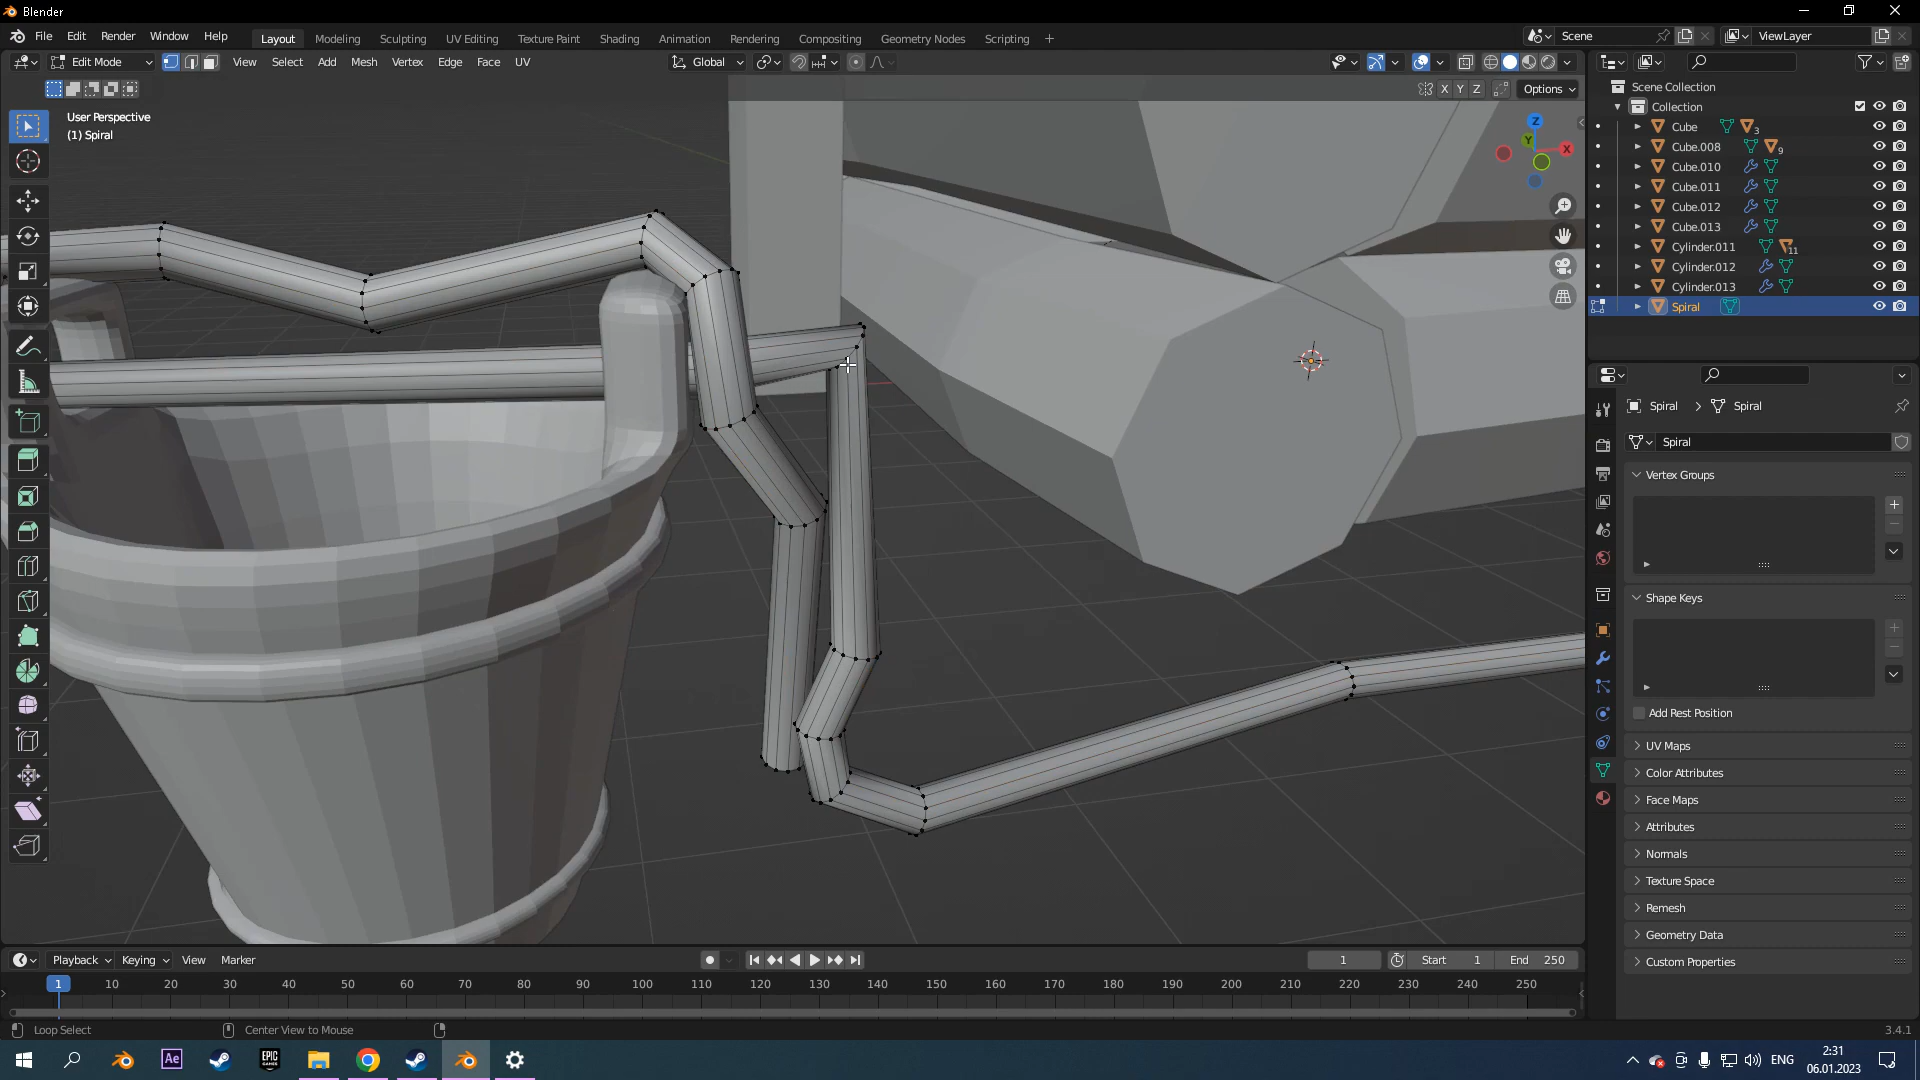 Blender
File Edit Render Window Help
Layout Modeling Sculpting UV Editing Texture Paint Shading Animation Rendering Compositing Geometry Nodes Scripting +
Scene
ViewLayer
Edit Mode
View Select Add Mesh Vertex Edge Face UV
Global
X Y Z Options
User Perspective
(1) Spiral
Z
Y
X
Scene Collection
Collection
Cube 3
Cube.008 9
Cube.010
Cube.011
Cube.012
Cube.013
Cylinder.011 11
Cylinder.012
Cylinder.013
Spiral
Spiral > Spiral
Spiral
Vertex Groups
Shape Keys
Add Rest Position
UV Maps
Color Attributes
Face Maps
Attributes
Normals
Texture Space
Remesh
Geometry Data
Custom Properties
Playback Keying View Marker
1 Start 1 End 250
1 10 20 30 40 50 60 70 80 90 100 110 120 130 140 150 160 170 180 190 200 210 220 230 240 250
Loop Select Center View to Mouse
3.4.1
Ae
EPIC GAMES
ENG
2:31
06.01.2023